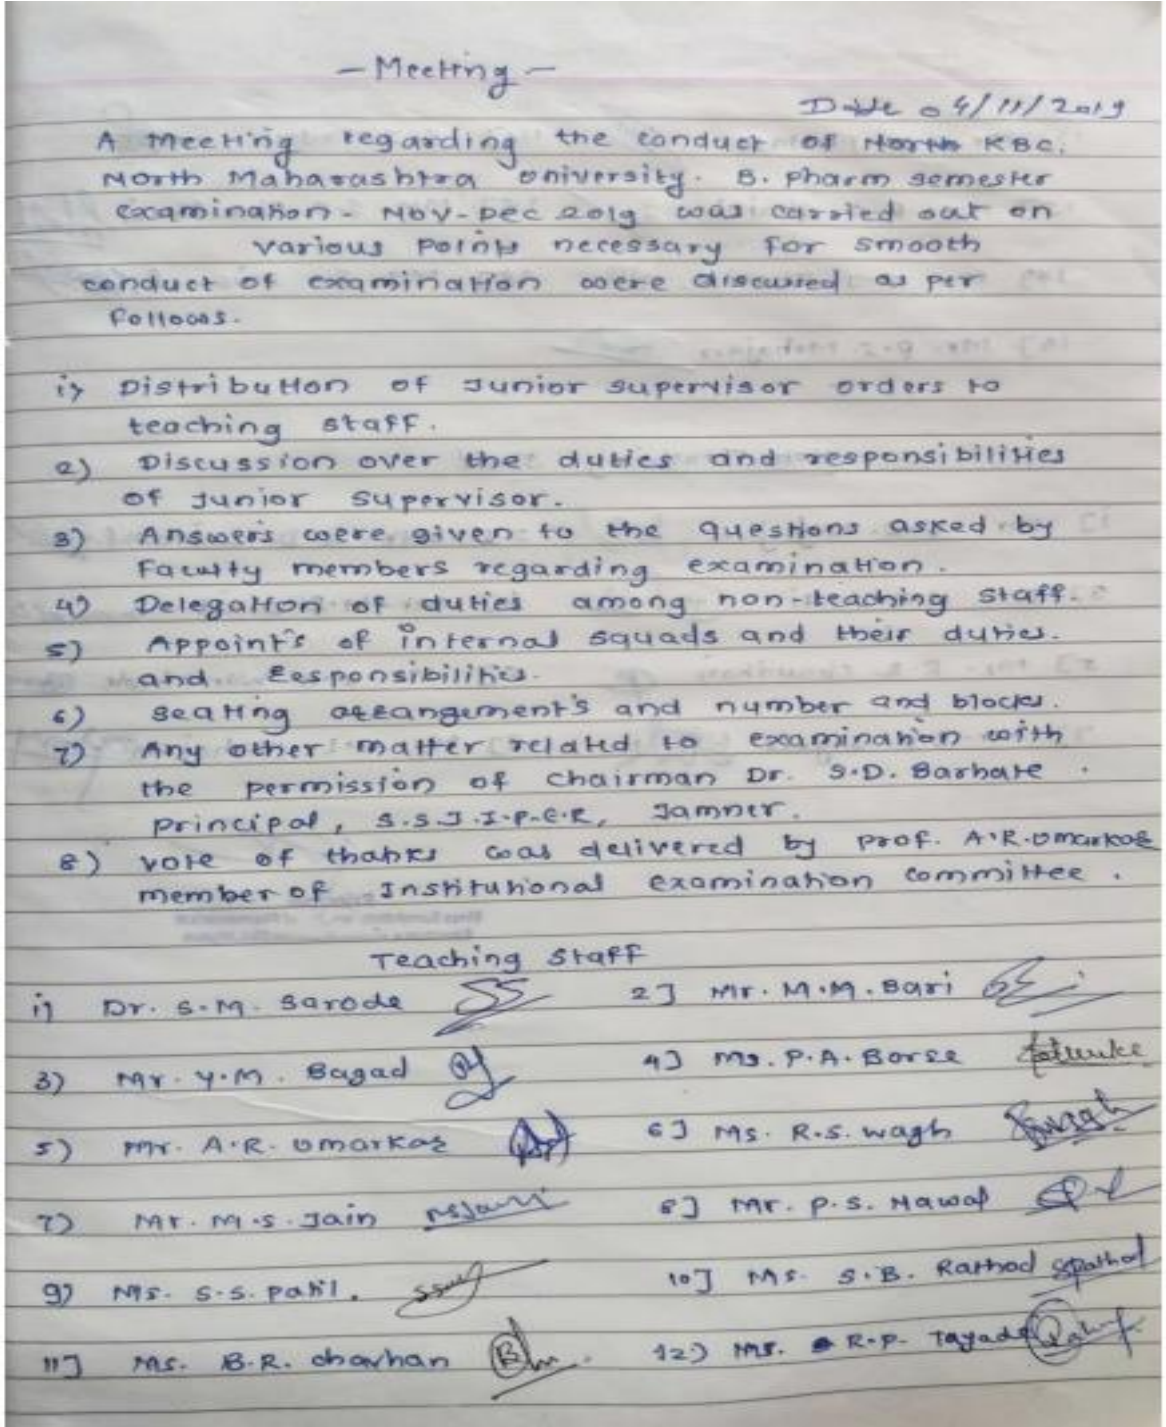 - Meeting -
Date 04/11/2019
A Meeting regarding the conduct of North KBC.
North Maharashtra University. B. Pharm semester
examination - Nov-Dec 2019 was carried out on
various points necessary for smooth
conduct of examination were discussed as per
follows.
1) Distribution of Junior supervisor orders to
teaching staff.
2) Discussion over the duties and responsibilities
of Junior supervisor.
3) Answers were given to the questions asked by
Faculty members regarding examination.
4) Delegation of duties among non-teaching staff.
5) Appoint's of internal squads and their duties.
and Responsibilities.
6) Seating arrangement's and number and blocks.
7) Any other matter related to examination with
the permission of chairman Dr. S.D. Barhate.
principal, S.S.J.I.P.E.R, Jamner.
8) vote of thanks was delivered by prof. A.R. Umarkar
member of Institutional examination committee.
Teaching Staff
1) Dr. S.M. Sarode 2] Mr. M.M. Bari
3) Mr. Y.M. Bagad 4] Ms. P.A. Borse
5) Mr. A.R. Umarkar 6] Ms. R.S. Wagh
7) Mr. M.S. Jain 8] Mr. P.S. Nawal
9) Ms. S.S. Patil. 10] Ms. S.B. Rathod
11] Ms. B.R. Chavhan 12) Ms. R.P. Tayade